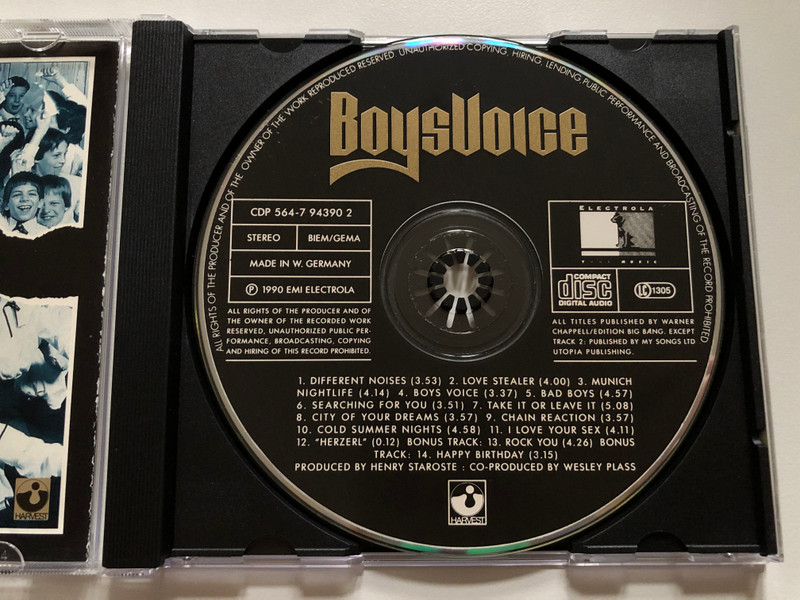 ALL RIGHTS OF THE PRODUCER AND OF THE OWNER OF THE WORK REPRODUCED RESERVED. UNAUTHORIZED COPYING, HIRING, LENDING PUBLIC PERFORMANCE AND BROADCASTING OF THE RECORD PROHIBITED.
BoysVoice
CDP 564-7 94390 2
STEREO BIEM/GEMA
MADE IN W. GERMANY
Ⓟ 1990 EMI ELECTROLA
ALL RIGHTS OF THE PRODUCER AND OF
THE OWNER OF THE RECORDED WORK
RESERVED, UNAUTHORIZED PUBLIC PER-
FORMANCE, BROADCASTING, COPYING
AND HIRING OF THIS RECORD PROHIBITED.
ELECTROLA
COMPACT
disc
DIGITAL AUDIO
LC 1305
ALL TITLES PUBLISHED BY WARNER
CHAPPELL/EDITION BIG BANG. EXCEPT
TRACK 2: PUBLISHED BY MY SONGS LTD
UTOPIA PUBLISHING.
1. DIFFERENT NOISES (3.53) 2. LOVE STEALER (4.00) 3. MUNICH
NIGHTLIFE (4.14) 4. BOYS VOICE (3.37) 5. BAD BOYS (4.57)
6. SEARCHING FOR YOU (3.51) 7. TAKE IT OR LEAVE IT (5.08)
8. CITY OF YOUR DREAMS (3.57) 9. CHAIN REACTION (3.57)
10. COLD SUMMER NIGHTS (4.58) 11. I LOVE YOUR SEX (4.11)
12. "HERZERL" (0.12) BONUS TRACK: 13. ROCK YOU (4.26) BONUS
TRACK: 14. HAPPY BIRTHDAY (3.15)
PRODUCED BY HENRY STAROSTE : CO-PRODUCED BY WESLEY PLASS
HARVEST
HARVEST